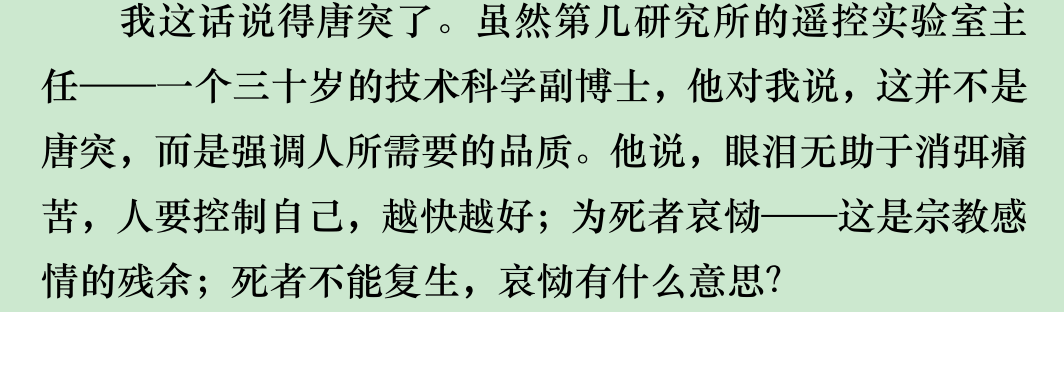 我这话说得唐突了。虽然第几研究所的遥控实验室主
任——一个三十岁的技术科学副博士，他对我说，这并不是
唐突，而是强调人所需要的品质。他说，眼泪无助于消弭痛
苦，人要控制自己，越快越好；为死者哀恸——这是宗教感
情的残余；死者不能复生，哀恸有什么意思？